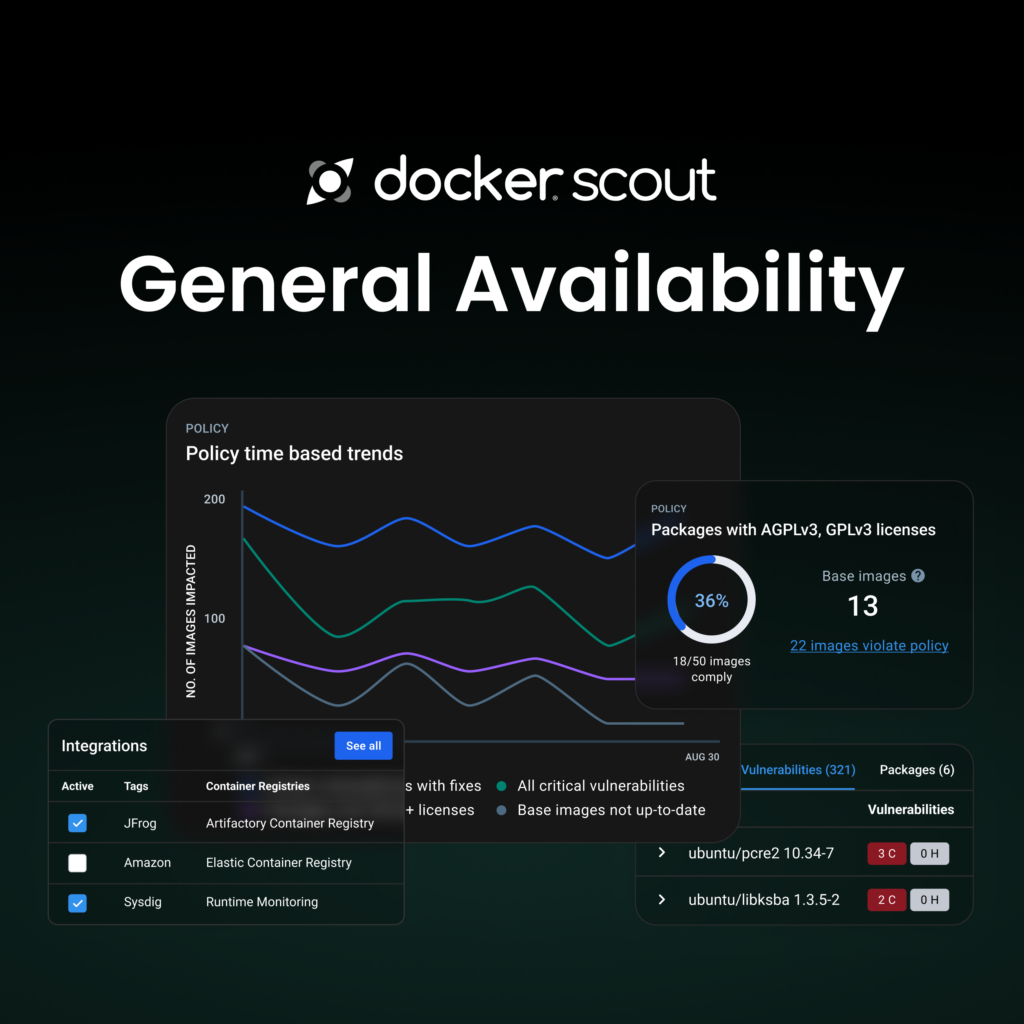 docker® scout
General Availability
POLICY
Policy time based trends
200
NO. OF IMAGES IMPACTED
100
AUG 30
s with fixes
All critical vulnerabilities
+ licenses
Base images not up-to-date
POLICY
Packages with AGPLv3, GPLv3 licenses
36%
18/50 images
comply
Base images ?
13
22 images violate policy
Integrations
See all
Active Tags Container Registries
JFrog Artifactory Container Registry
Amazon Elastic Container Registry
Sysdig Runtime Monitoring
Vulnerabilities (321) Packages (6)
Vulnerabilities
ubuntu/pcre2 10.34-7 3 C 0 H
ubuntu/libksba 1.3.5-2 2 C 0 H